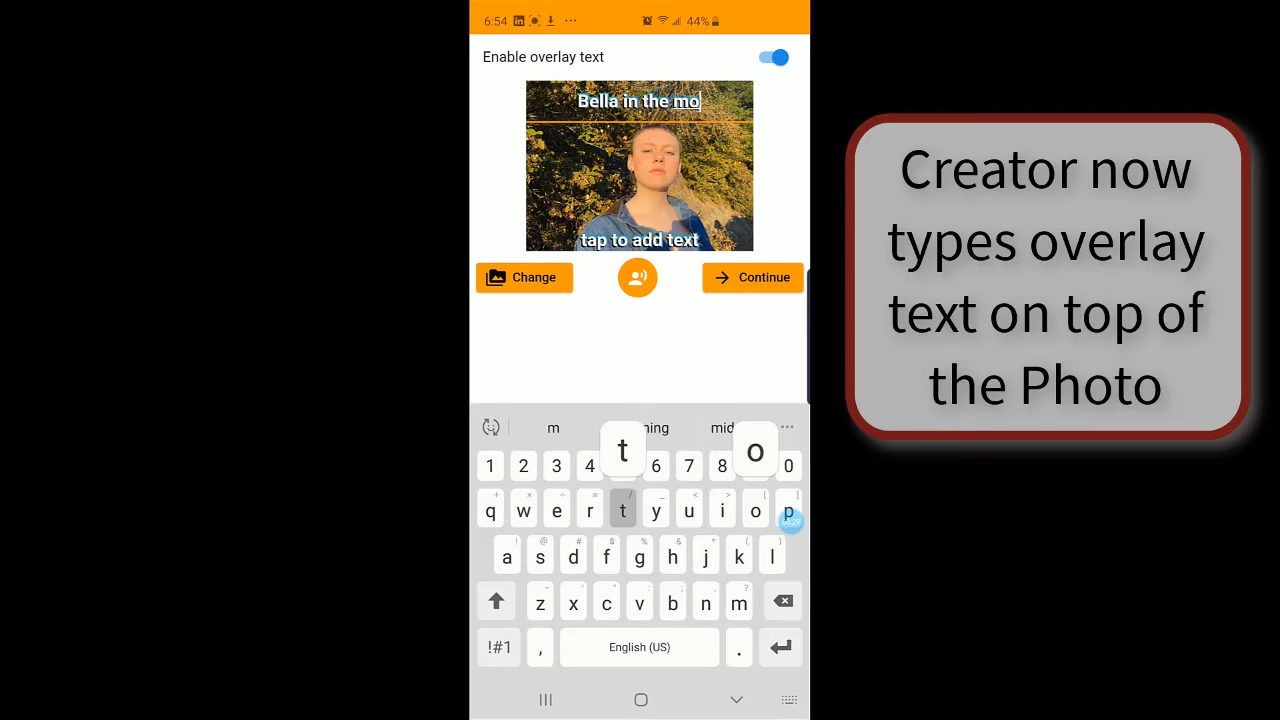 6:54 44%
Enable overlay text
Bella in the mo
tap to add text
Change Continue
m
t o
1 2 3 4 6 7 8 0
q w e r t y u i o p
a s d f g h j k l
z x c v b n m
!#1 , English (US) .
Creator now
types overlay
text on top of
the Photo